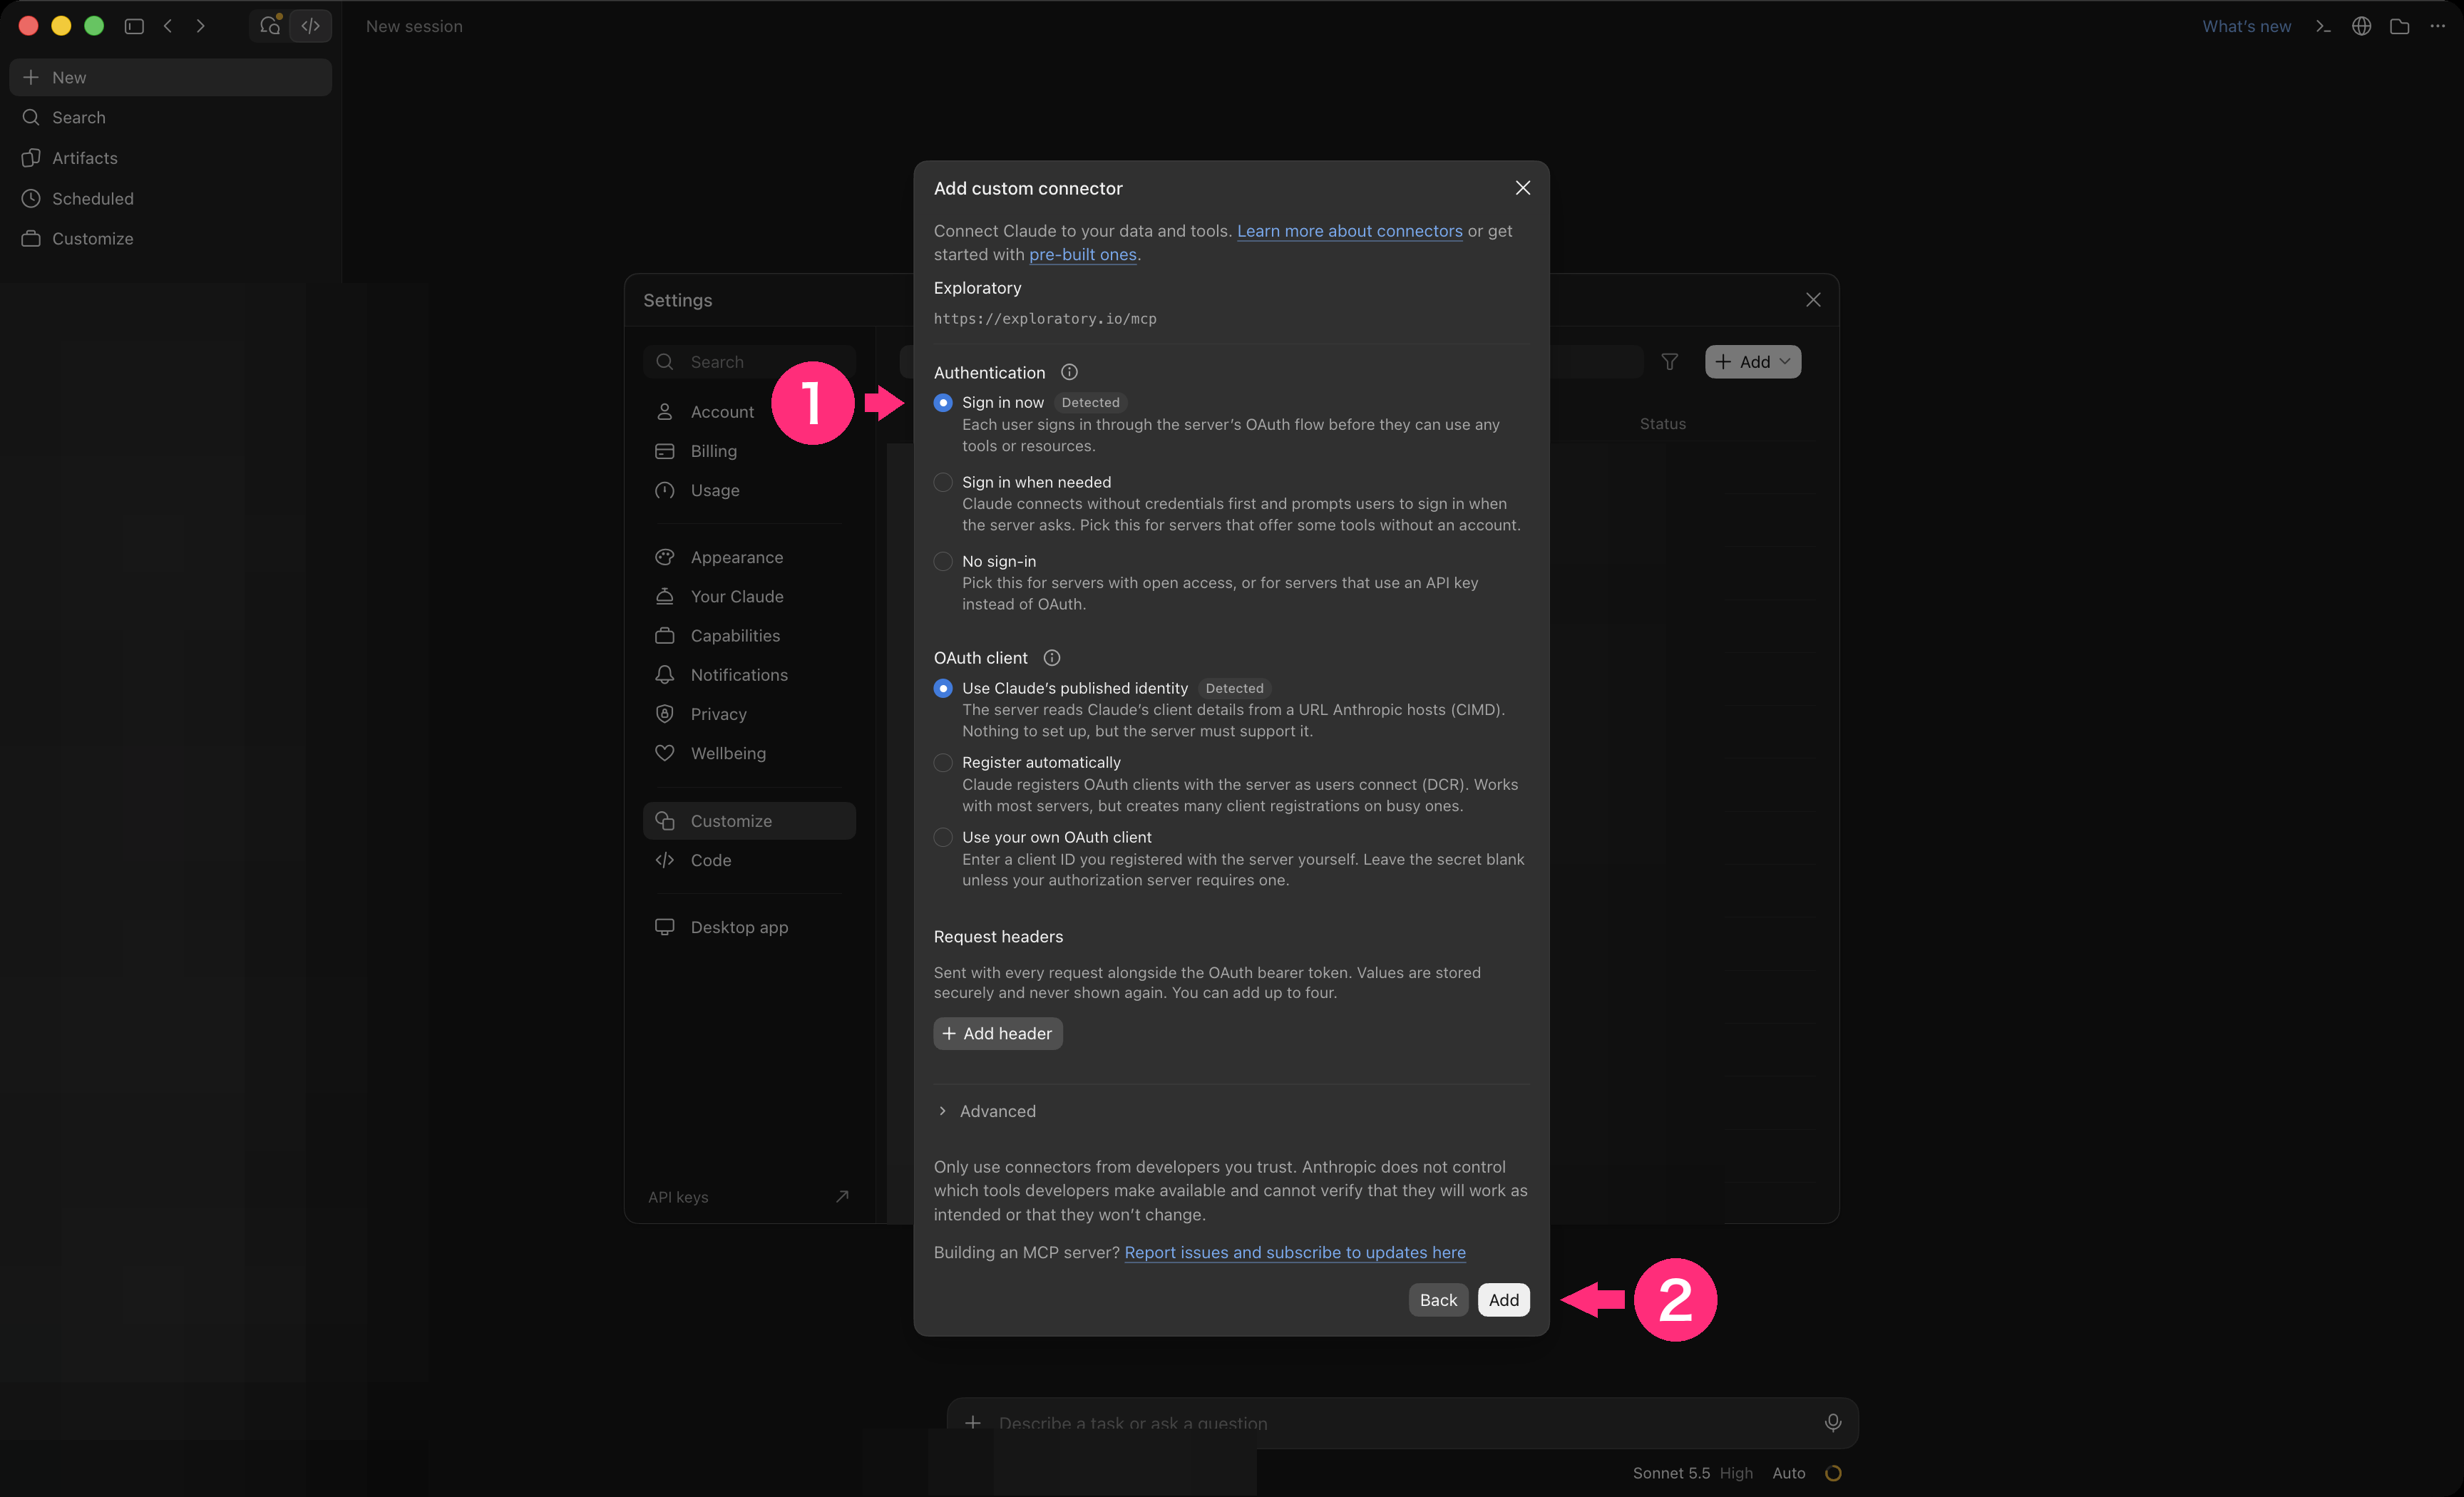 New session
What's new
New
Search
Artifacts
Scheduled
Customize
Settings
Search
Account
Billing
Usage
Appearance
Your Claude
Capabilities
Notifications
Privacy
Wellbeing
Customize
Code
Desktop app
API keys
Add
Status
1
Add custom connector
Connect Claude to your data and tools. Learn more about connectors or get
started with pre-built ones.
Exploratory
https://exploratory.io/mcp
Authentication
Sign in now Detected
Each user signs in through the server's OAuth flow before they can use any
tools or resources.
Sign in when needed
Claude connects without credentials first and prompts users to sign in when
the server asks. Pick this for servers that offer some tools without an account.
No sign-in
Pick this for servers with open access, or for servers that use an API key
instead of OAuth.
OAuth client
Use Claude's published identity Detected
The server reads Claude's client details from a URL Anthropic hosts (CIMD).
Nothing to set up, but the server must support it.
Register automatically
Claude registers OAuth clients with the server as users connect (DCR). Works
with most servers, but creates many client registrations on busy ones.
Use your own OAuth client
Enter a client ID you registered with the server yourself. Leave the secret blank
unless your authorization server requires one.
Request headers
Sent with every request alongside the OAuth bearer token. Values are stored
securely and never shown again. You can add up to four.
Add header
Advanced
Only use connectors from developers you trust. Anthropic does not control
which tools developers make available and cannot verify that they will work as
intended or that they won't change.
Building an MCP server? Report issues and subscribe to updates here
Back Add
2
Describe a task or ask a question
Sonnet 5.5 High Auto